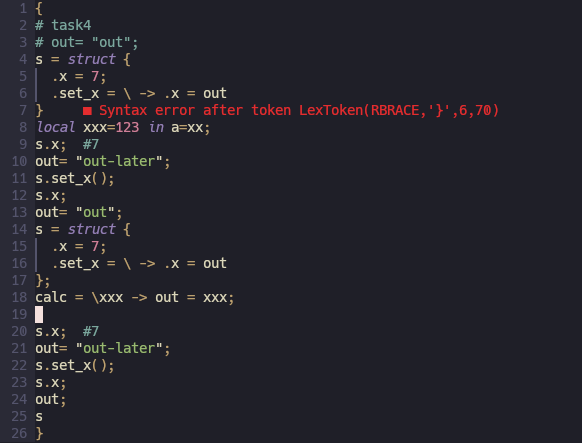 1 {
2 # task4
3 # out= "out";
4 s = struct {
5   .x = 7;
6   .set_x = \ -> .x = out
7 }     ■ Syntax error after token LexToken(RBRACE,'}',6,70)
8 local xxx=123 in a=xx;
9 s.x;  #7
10 out= "out-later";
11 s.set_x();
12 s.x;
13 out= "out";
14 s = struct {
15   .x = 7;
16   .set_x = \ -> .x = out
17 };
18 calc = \xxx -> out = xxx;
19
20 s.x;  #7
21 out= "out-later";
22 s.set_x();
23 s.x;
24 out;
25 s
26 }